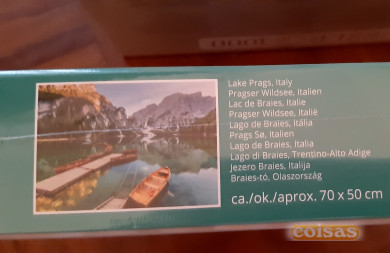 Lake Prags, Italy
Pragser Wildsee, Italien
Lac de Braies, Italie
Pragser Wildsee, Italië
Lago de Braies, Itália
Prags Sø, Italien
Lago de Braies, Italia
Lago di Braies, Trentino-Alto Adige
Jezero Braies, Italija
Braies-tó, Olaszország
ca./ok./aprox. 70 x 50 cm
coisas